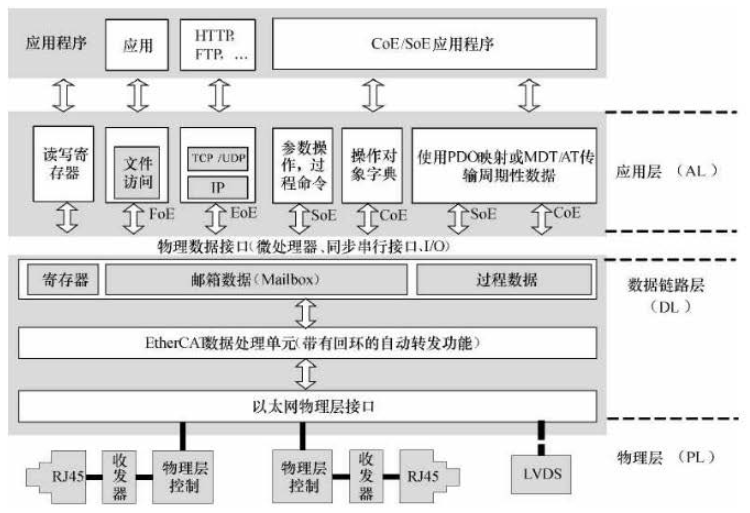 应用程序
应用
HTTP,
FTP, …
CoE/SoE应用程序
读写寄
存器
文件
访问
TCP /UDP
IP
参数操
作，过
程命令
操作对
象字典
使用PDO映射或MDT/AT传
输周期性数据
应用层 （AL）
FoE
EoE
SoE
CoE
SoE
CoE
物理数据接口(微处理器、同步串行接口、I/O)
寄存器
邮箱数据(Mailbox)
过程数据
数据链路层
(DL)
EtherCAT数据处理单元(带有回环的自动转发功能)
以太网物理层接口
物理层 （PL）
RJ45
收
发
器
物理层
控制
物理层
控制
收
发
器
RJ45
LVDS